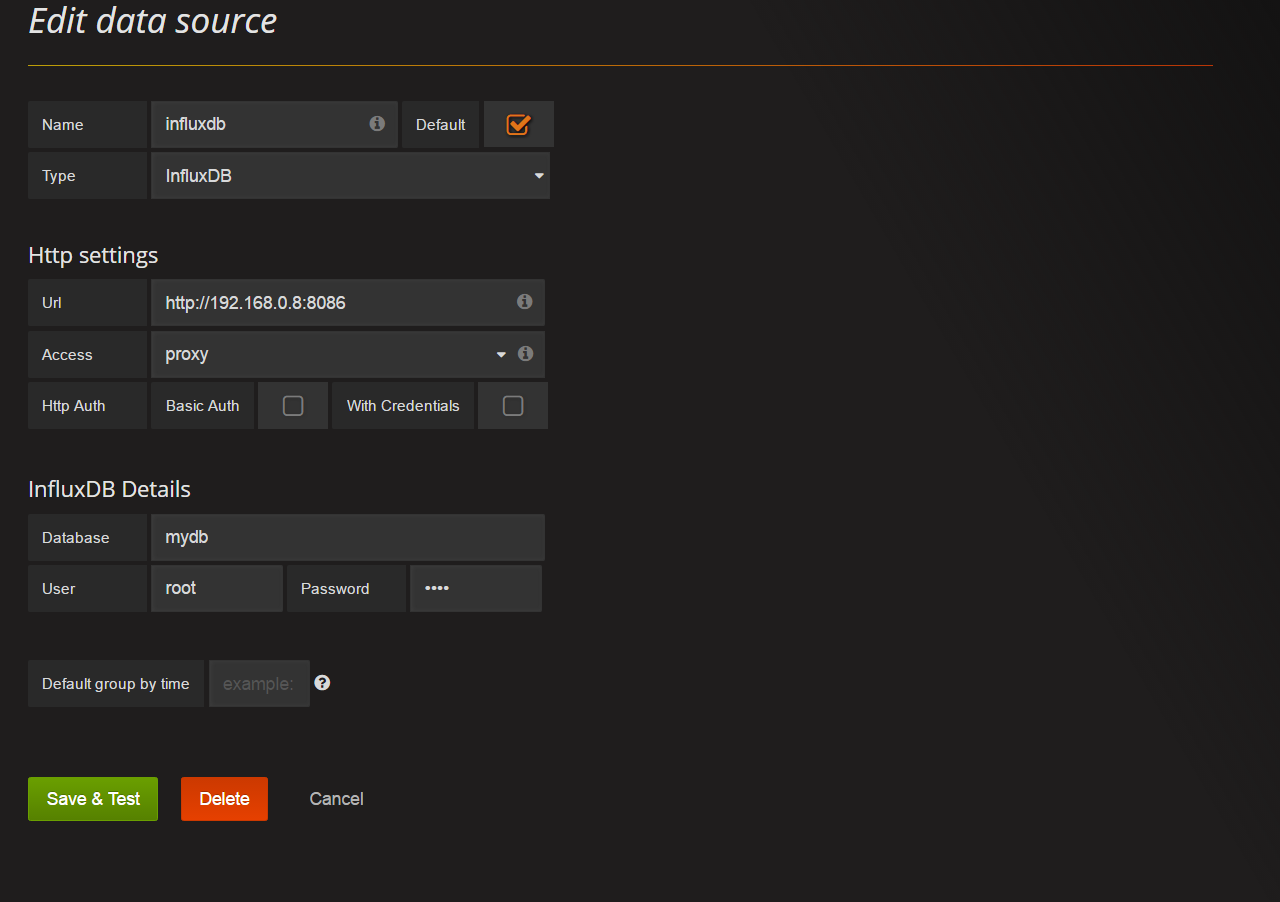 Edit data source
Name influxdb Default
Type InfluxDB
Http settings
Url http://192.168.0.8:8086
Access proxy
Http Auth Basic Auth With Credentials
InfluxDB Details
Database mydb
User root Password ••••
Default group by time example:
Save & Test Delete Cancel